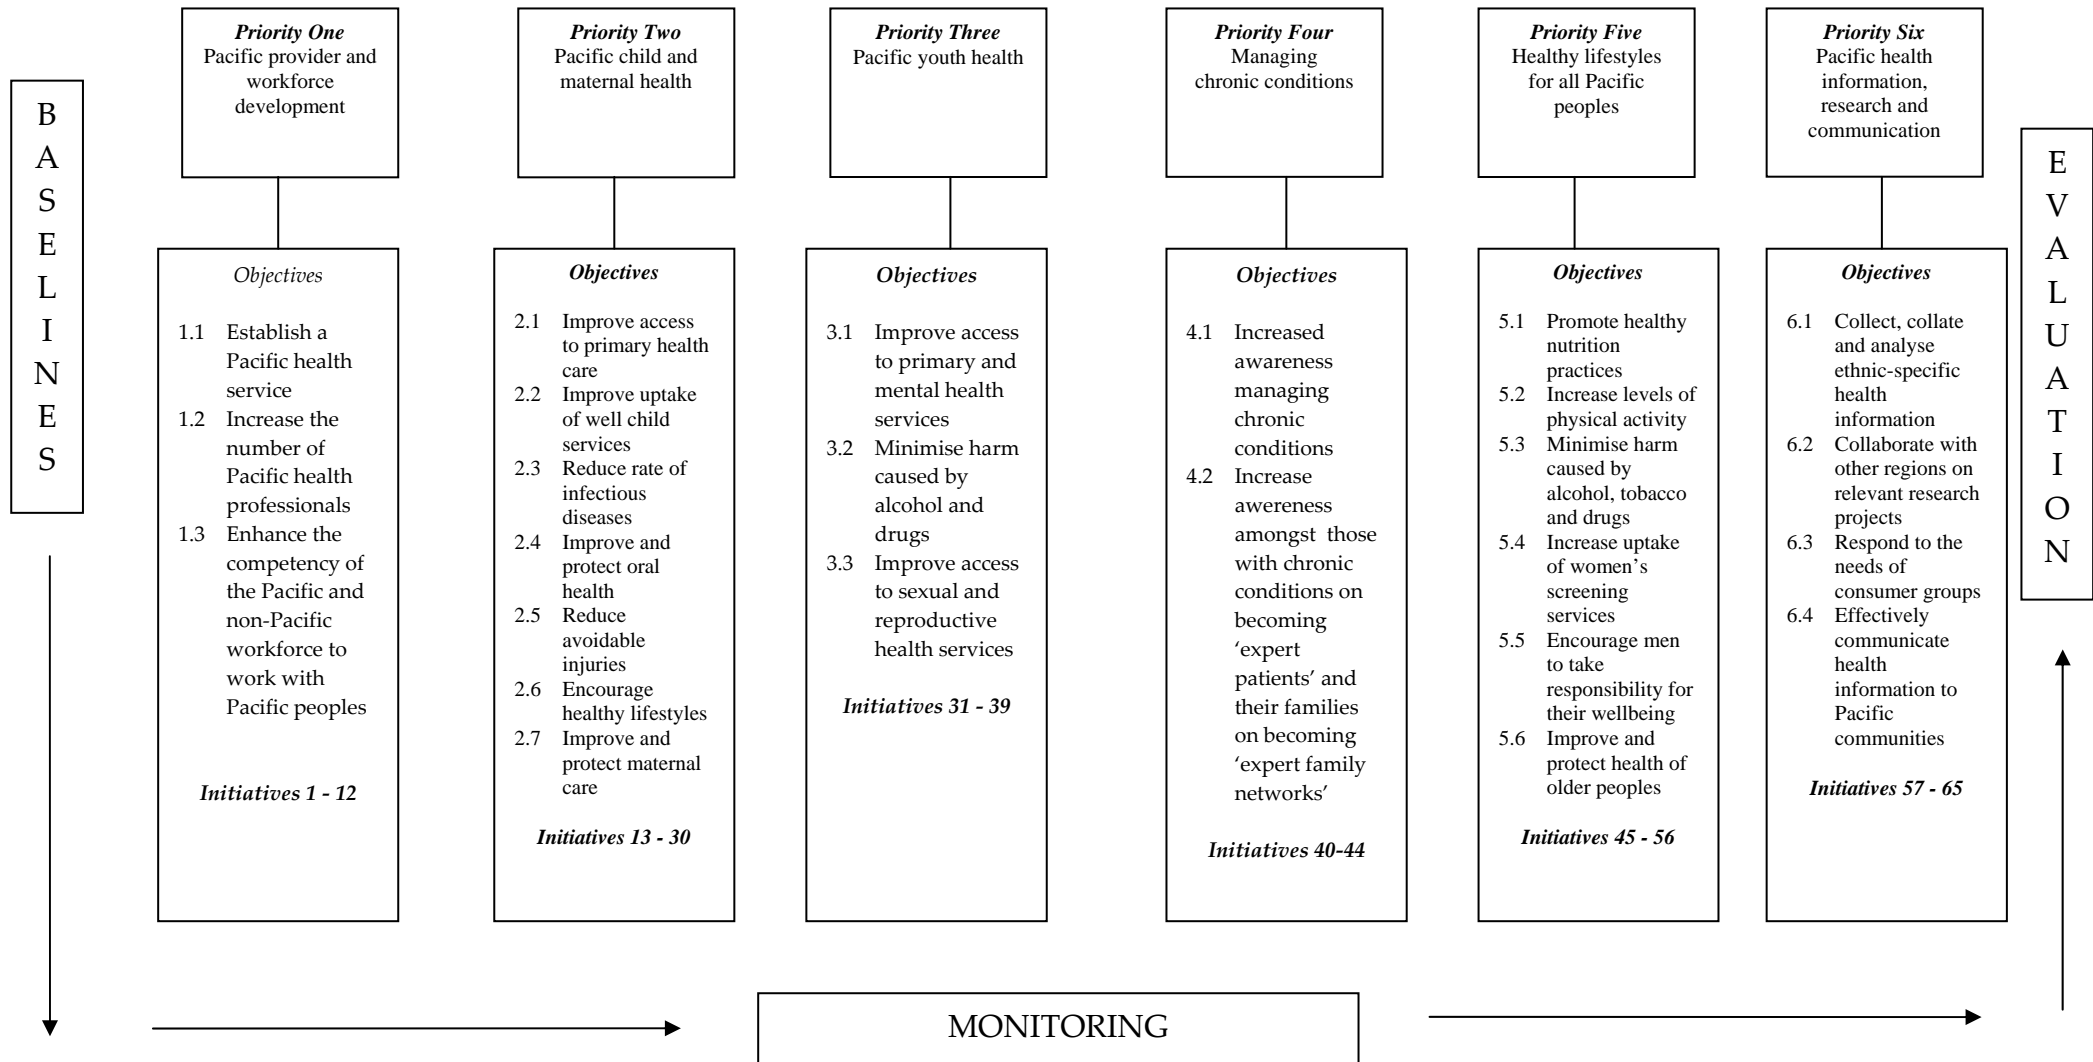 BASELINES
Priority One
Pacific provider and
workforce
development
Priority Two
Pacific child and
maternal health
Priority Three
Pacific youth health
Priority Four
Managing
chronic conditions
Priority Five
Healthy lifestyles
for all Pacific
peoples
Priority Six
Pacific health
information,
research and
communication
EVALUATION
Objectives
1.1 Establish a
Pacific health
service
1.2 Increase the
number of
Pacific health
professionals
1.3 Enhance the
competency of
the Pacific and
non-Pacific
workforce to
work with
Pacific peoples
Initiatives 1 - 12
Objectives
2.1 Improve access
to primary health
care
2.2 Improve uptake
of well child
services
2.3 Reduce rate of
infectious
diseases
2.4 Improve and
protect oral
health
2.5 Reduce
avoidable
injuries
2.6 Encourage
healthy lifestyles
2.7 Improve and
protect maternal
care
Initiatives 13 - 30
Objectives
3.1 Improve access
to primary and
mental health
services
3.2 Minimise harm
caused by
alcohol and
drugs
3.3 Improve access
to sexual and
reproductive
health services
Initiatives 31 - 39
Objectives
4.1 Increased
awareness
managing
chronic
conditions
4.2 Increase
awereness
amongst those
with chronic
conditions on
becoming
‘expert
patients’ and
their families
on becoming
‘expert family
networks’
Initiatives 40-44
Objectives
5.1 Promote healthy
nutrition
practices
5.2 Increase levels of
physical activity
5.3 Minimise harm
caused by
alcohol, tobacco
and drugs
5.4 Increase uptake
of women’s
screening
services
5.5 Encourage men
to take
responsibility for
their wellbeing
5.6 Improve and
protect health of
older peoples
Initiatives 45 - 56
Objectives
6.1 Collect, collate
and analyse
ethnic-specific
health
information
6.2 Collaborate with
other regions on
relevant research
projects
6.3 Respond to the
needs of
consumer groups
6.4 Effectively
communicate
health
information to
Pacific
communities
Initiatives 57 - 65
MONITORING